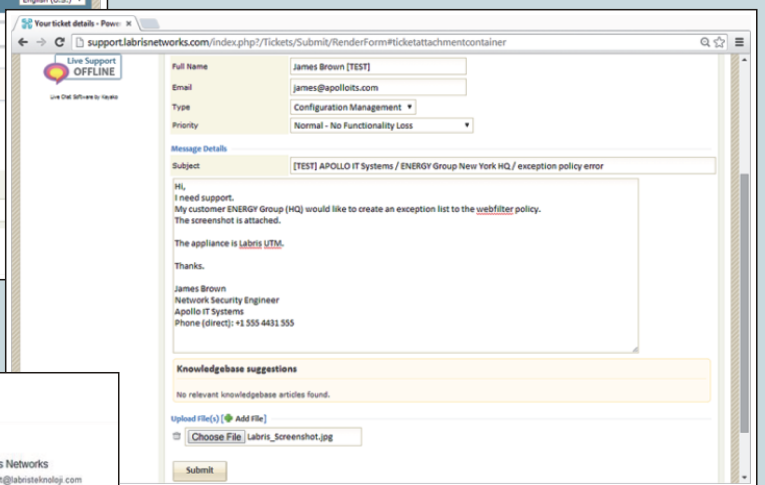 English (U.S.)
Your ticket details - Power
support.labrisnetworks.com/index.php?/Tickets/Submit/RenderForm#ticketattachmentcontainer
Live Support
OFFLINE
Live Chat Software by Kayako
Full Name
James Brown [TEST]
Email
james@apolloits.com
Type
Configuration Management
Priority
Normal - No Functionality Loss
Message Details
Subject
[TEST] APOLLO IT Systems / ENERGY Group New York HQ / exception policy error
Hi,
I need support.
My customer ENERGY Group (HQ) would like to create an exception list to the webfilter policy.
The screenshot is attached.
The appliance is Labris UTM.
Thanks.
James Brown
Network Security Engineer
Apollo IT Systems
Phone (direct): +1 555 4431 555
Knowledgebase suggestions
No relevant knowledgebase articles found.
Upload File(s) [Add File]
Choose File Labris_Screenshot.jpg
Submit
s Networks
t@labristeknoloji.com